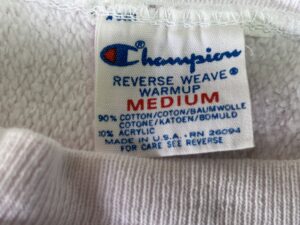 Champion®
REVERSE WEAVE®
WARMUP
MEDIUM
90% COTTON/COTON/BAUMWOLLE
COTONE/KATOEN/BOMULD
10% ACRYLIC
MADE IN U.S.A. • RN 26094
FOR CARE SEE REVERSE